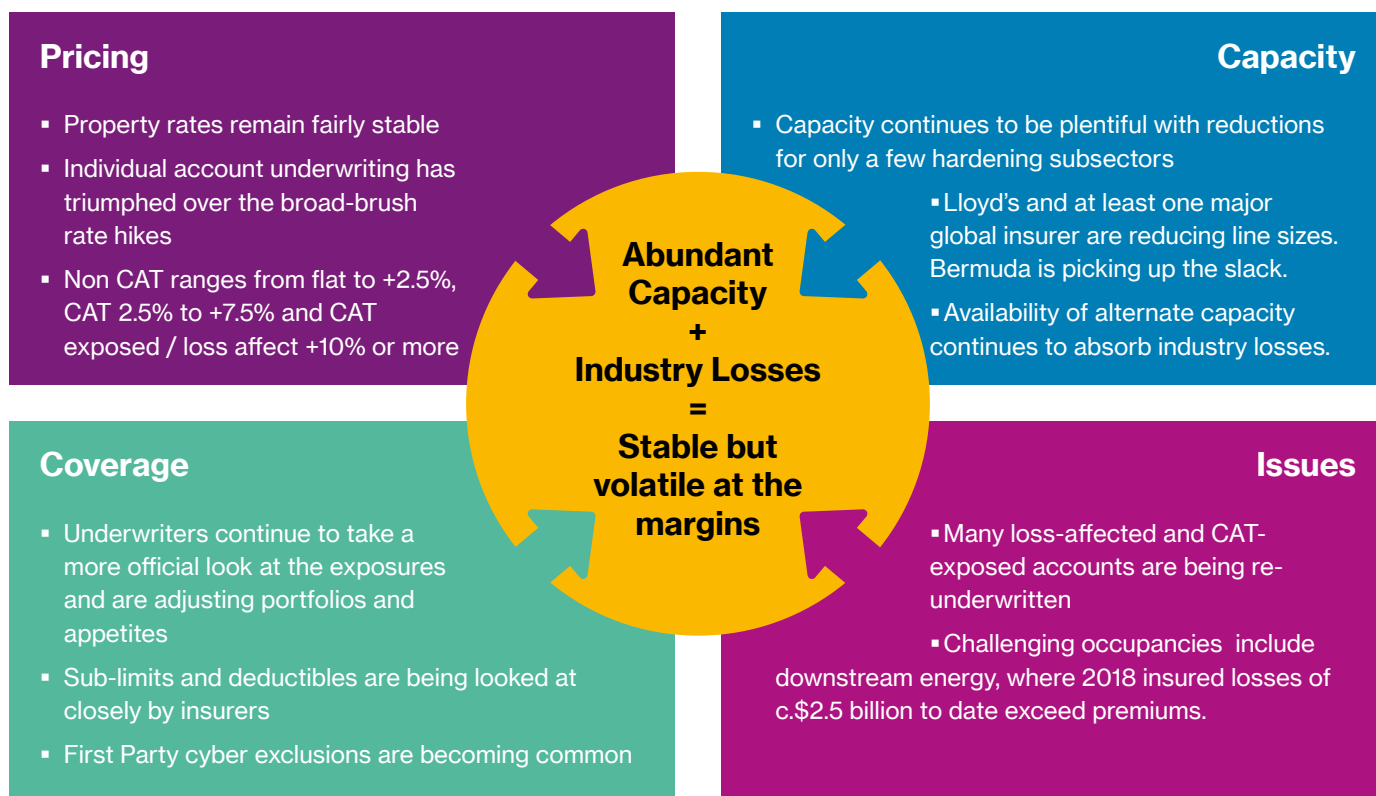 Pricing
▪ Property rates remain fairly stable
▪ Individual account underwriting has
triumphed over the broad-brush
rate hikes
▪ Non CAT ranges from flat to +2.5%,
CAT 2.5% to +7.5% and CAT
exposed / loss affect +10% or more
Capacity
▪ Capacity continues to be plentiful with reductions
for only a few hardening subsectors
▪ Lloyd’s and at least one major
global insurer are reducing line sizes.
Bermuda is picking up the slack.
▪ Availability of alternate capacity
continues to absorb industry losses.
Abundant
Capacity
+
Industry Losses
=
Stable but
volatile at the
margins
Coverage
▪ Underwriters continue to take a
more official look at the exposures
and are adjusting portfolios and
appetites
▪ Sub-limits and deductibles are being looked at
closely by insurers
▪ First Party cyber exclusions are becoming common
Issues
▪ Many loss-affected and CAT-
exposed accounts are being re-
underwritten
▪ Challenging occupancies include
downstream energy, where 2018 insured losses of
c.$2.5 billion to date exceed premiums.